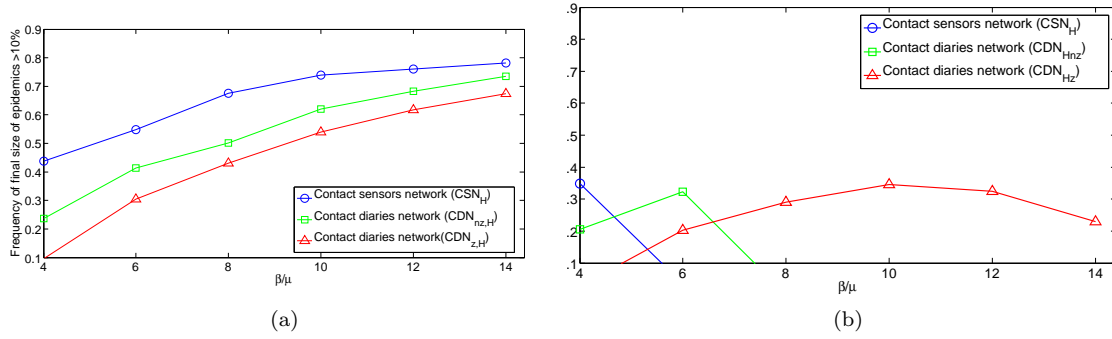 Frequency of final size of epidemics >10%
0.9
0.8
0.7
0.6
0.5
0.4
0.3
0.2
0.1
4 6 8 10 12 14
β/μ
Contact sensors network (CSN_H)
Contact diaries network (CDN_nz,H)
Contact diaries network(CDN_z,H)
(a)
.9
.8
.7
.6
.5
.4
.3
.2
.1
4 6 8 10 12 14
β/μ
Contact sensors network (CSN_H)
Contact diaries network (CDN_Hnz)
Contact diaries network (CDN_Hz)
(b)